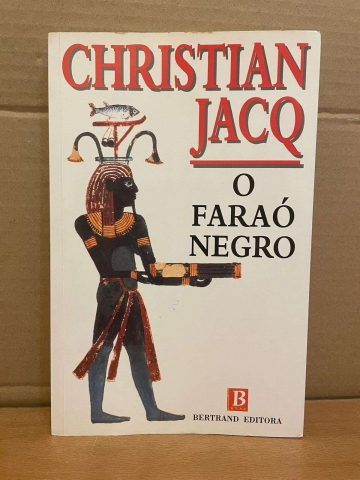 CHRISTIAN
JACQ
O
FARAÓ
NEGRO
B
BERTRAND EDITORA